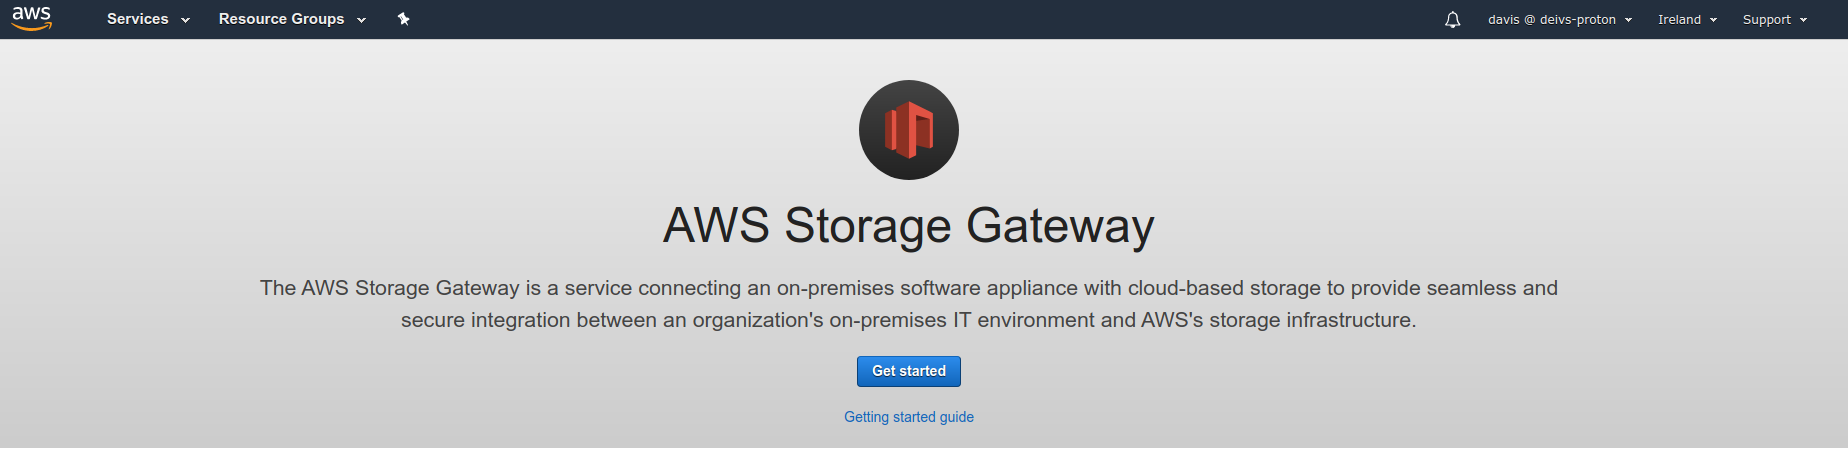 aws Services Resource Groups davis @ deivs-proton Ireland Support
AWS Storage Gateway
The AWS Storage Gateway is a service connecting an on-premises software appliance with cloud-based storage to provide seamless and
secure integration between an organization's on-premises IT environment and AWS's storage infrastructure.
Get started
Getting started guide